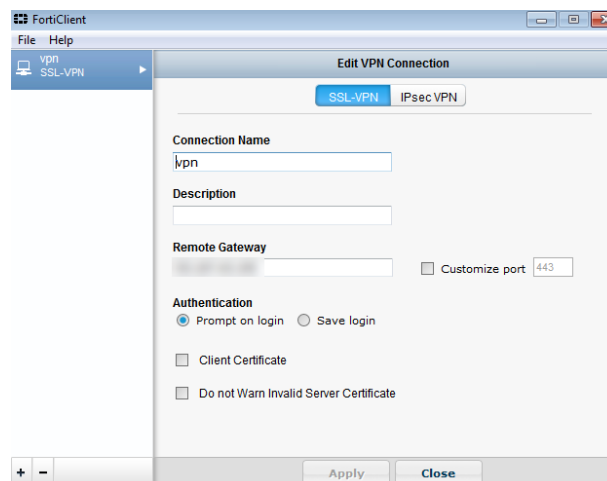 FortiClient
File Help
vpn
SSL-VPN
Edit VPN Connection
SSL-VPN IPsec VPN
Connection Name
vpn
Description
Remote Gateway
Customize port 443
Authentication
Prompt on login Save login
Client Certificate
Do not Warn Invalid Server Certificate
+ - Apply Close